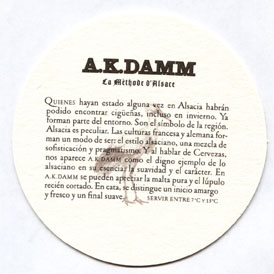 A.K.DAMM
La Méthode d'Alsace
QUIENES hayan estado alguna vez en Alsacia habrán
podido encontrar cigüeñas, incluso en invierno. Ya
forman parte del entorno. Son el símbolo de la región.
Alsacia es peculiar. Las culturas francesa y alemana for-
man un modo de ser: el estilo alsaciano, una mezcla de
sofisticación y pragmatismo. Y al hablar de Cervezas,
nos aparece A.K.DAMM como el digno ejemplo de lo
alsaciano en su esencia: la suavidad y el carácter. En
A.K.DAMM se pueden apreciar la malta pura y el lúpulo
recién cortado. En cata, se distingue un inicio amargo
y fresco y un final suave. SERVIR ENTRE